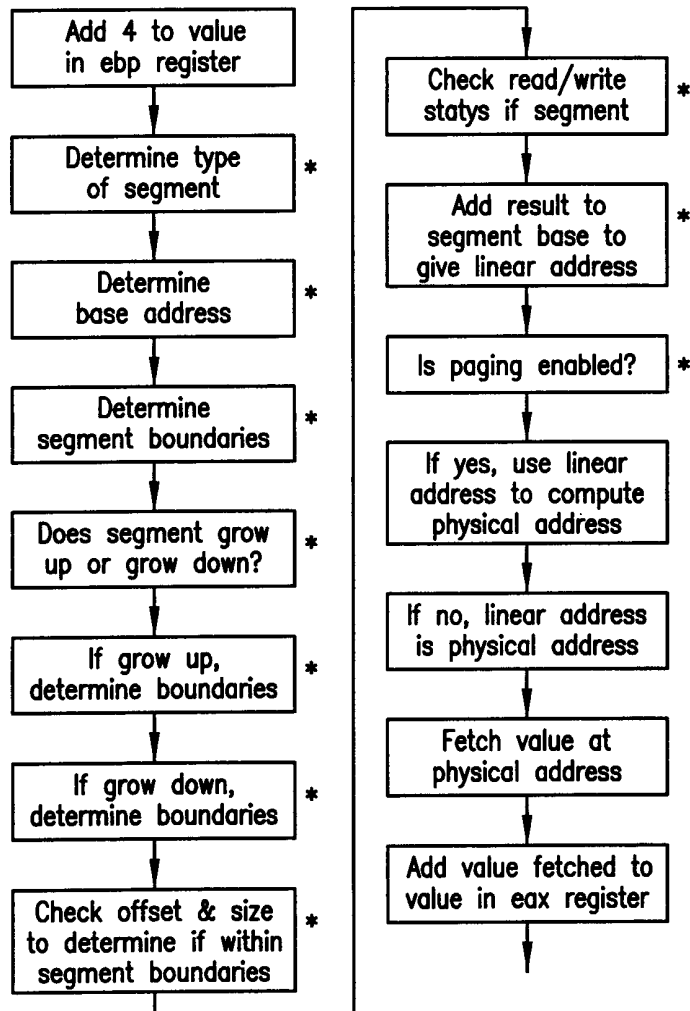 Add 4 to value
in ebp register
Determine type
of segment
*
Determine
base address
*
Determine
segment boundaries
*
Does segment grow
up or grow down?
*
If grow up,
determine boundaries
*
If grow down,
determine boundaries
*
Check offset & size
to determine if within
segment boundaries
*
Check read/write
statys if segment
*
Add result to
segment base to
give linear address
*
Is paging enabled?
*
If yes, use linear
address to compute
physical address
If no, linear address
is physical address
Fetch value at
physical address
Add value fetched to
value in eax register